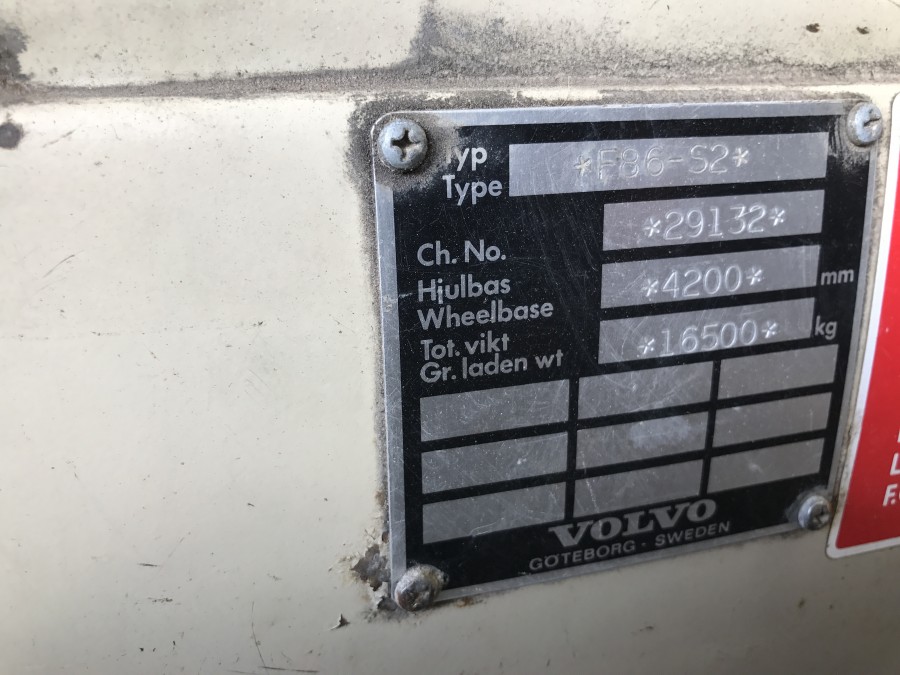 Typ
Type *F86-S2*
Ch. No. *29132*
Hjulbas
Wheelbase *4200* mm
Tot. vikt
Gr. laden wt *16500* kg
VOLVO
GÖTEBORG - SWEDEN